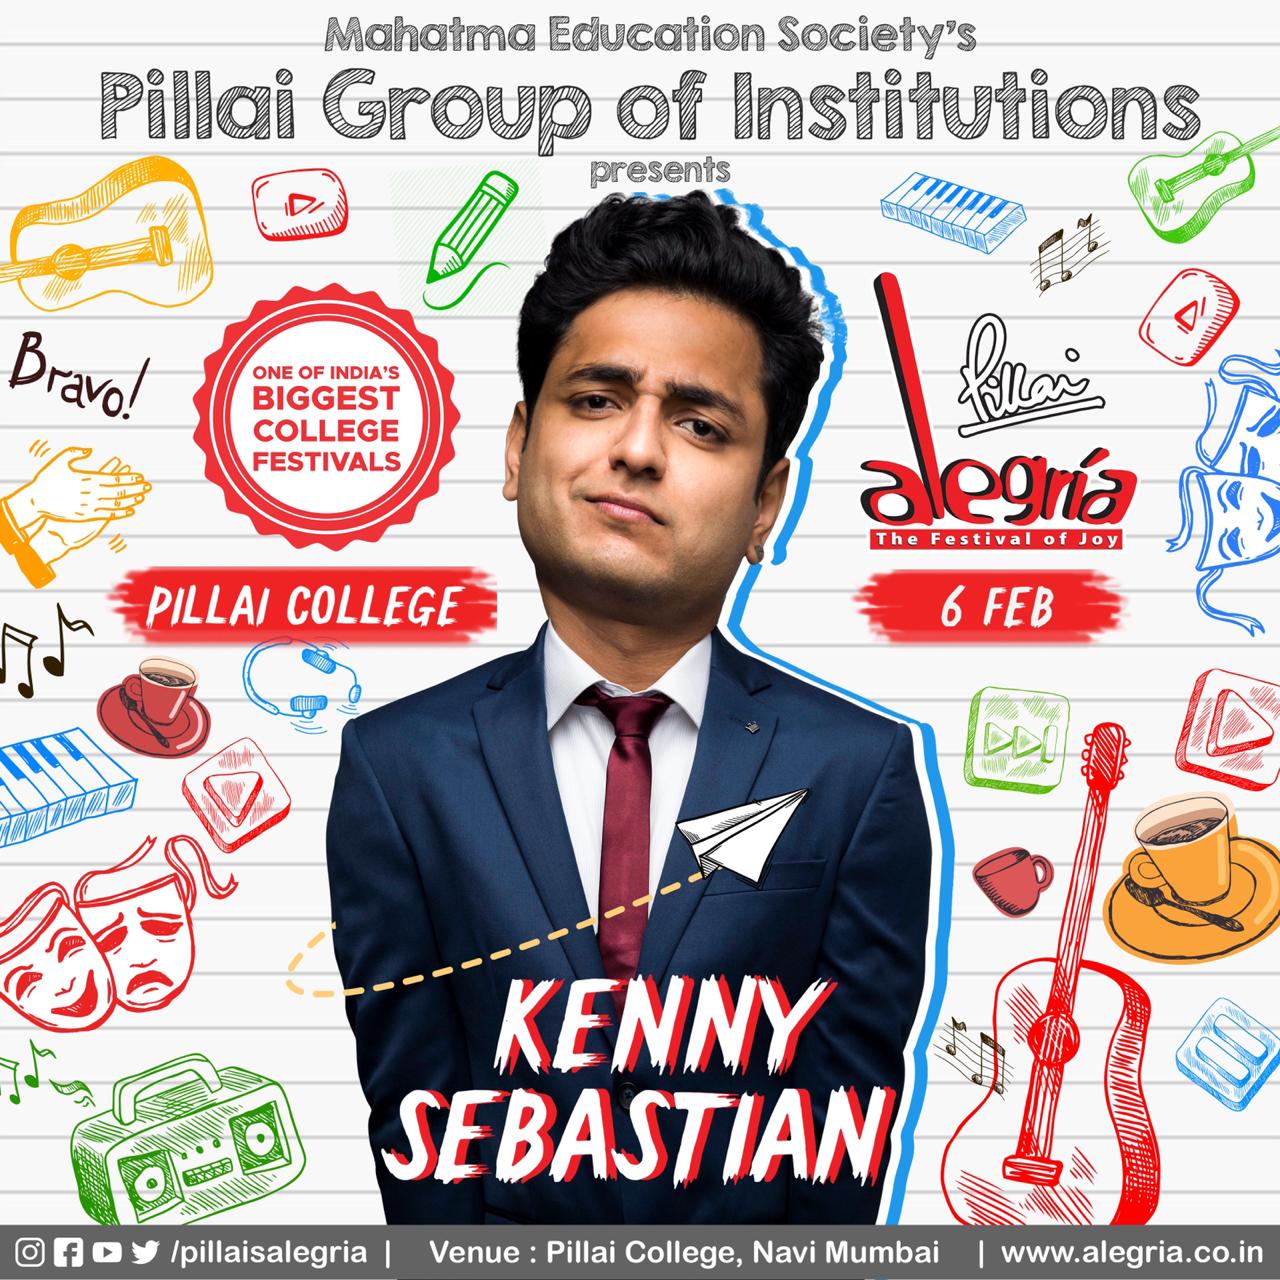 Mahatma Education Society's
Pillai Group of Institutions
presents
Bravo!
ONE OF INDIA'S
BIGGEST
COLLEGE
FESTIVALS
Pillai
alegría
The Festival of Joy
PILLAI COLLEGE
6 FEB
KENNY
SEBASTIAN
/pillaisalegria | Venue : Pillai College, Navi Mumbai | www.alegria.co.in